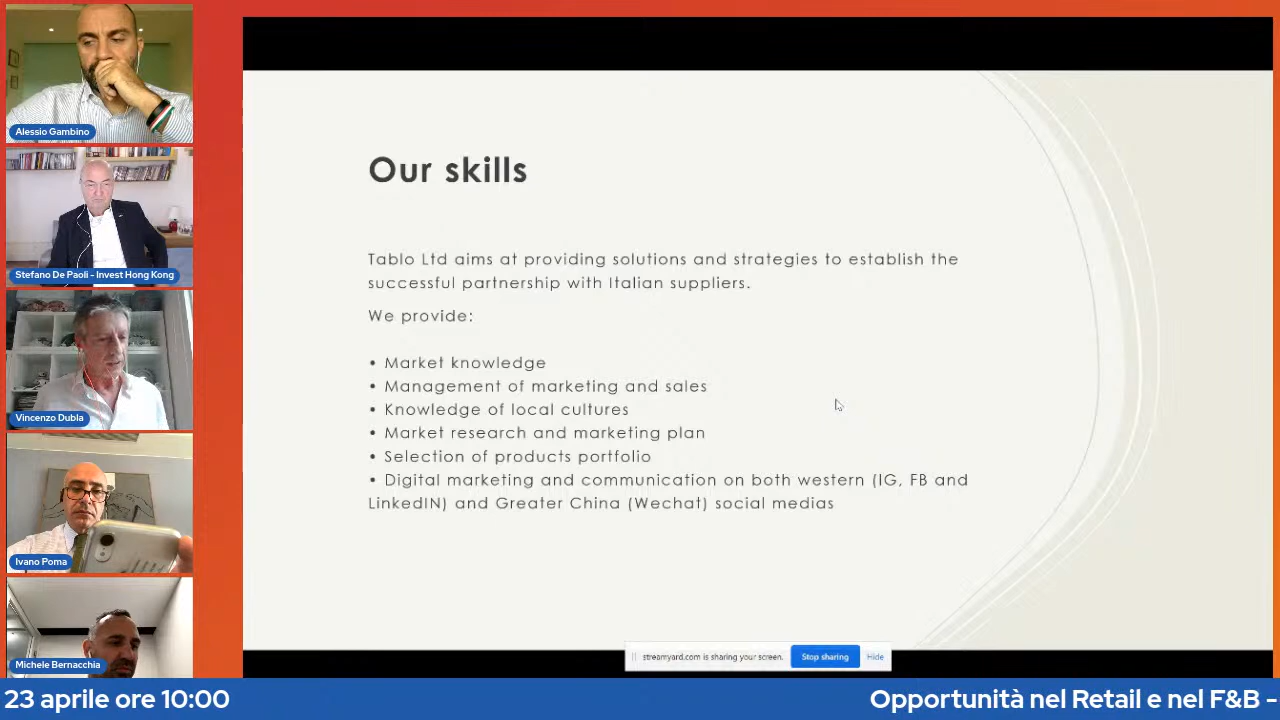 Alessio Gambino
Stefano De Paoli - Invest Hong Kong
Vincenzo Dubla
Ivano Poma
Michele Bernacchia
Our skills
Tablo Ltd aims at providing solutions and strategies to establish the
successful partnership with Italian suppliers.
We provide:
• Market knowledge
• Management of marketing and sales
• Knowledge of local cultures
• Market research and marketing plan
• Selection of products portfolio
• Digital marketing and communication on both western (IG, FB and
LinkedIN) and Greater China (Wechat) social medias
streamyard.com is sharing your screen.
Stop sharing
Hide
23 aprile ore 10:00
Opportunità nel Retail e nel F&B -